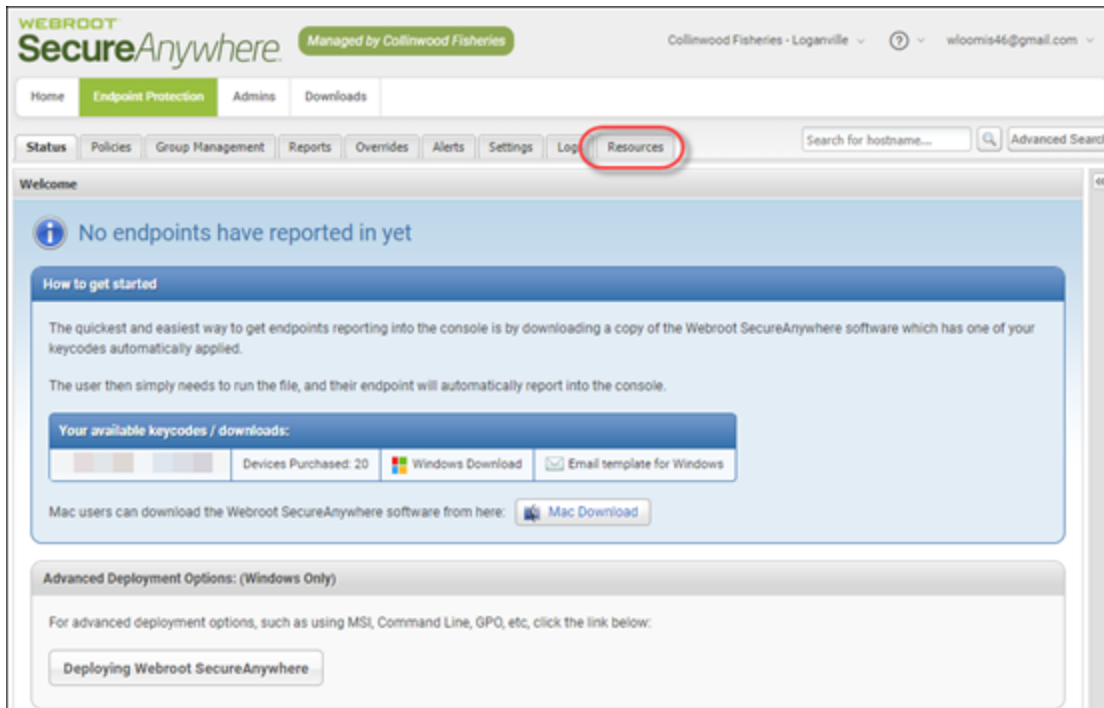 WEBROOT
SecureAnywhere. Managed by Collinwood Fisheries Collinwood Fisheries - Loganville ? wloomis46@gmail.com
Home Endpoint Protection Admins Downloads
Status Policies Group Management Reports Overrides Alerts Settings Log Resources Search for hostname... Advanced Search
Welcome
No endpoints have reported in yet
How to get started
The quickest and easiest way to get endpoints reporting into the console is by downloading a copy of the Webroot SecureAnywhere software which has one of your
keycodes automatically applied.
The user then simply needs to run the file, and their endpoint will automatically report into the console.
Your available keycodes / downloads:
Devices Purchased: 20 Windows Download Email template for Windows
Mac users can download the Webroot SecureAnywhere software from here: Mac Download
Advanced Deployment Options: (Windows Only)
For advanced deployment options, such as using MSI, Command Line, GPO, etc, click the link below:
Deploying Webroot SecureAnywhere